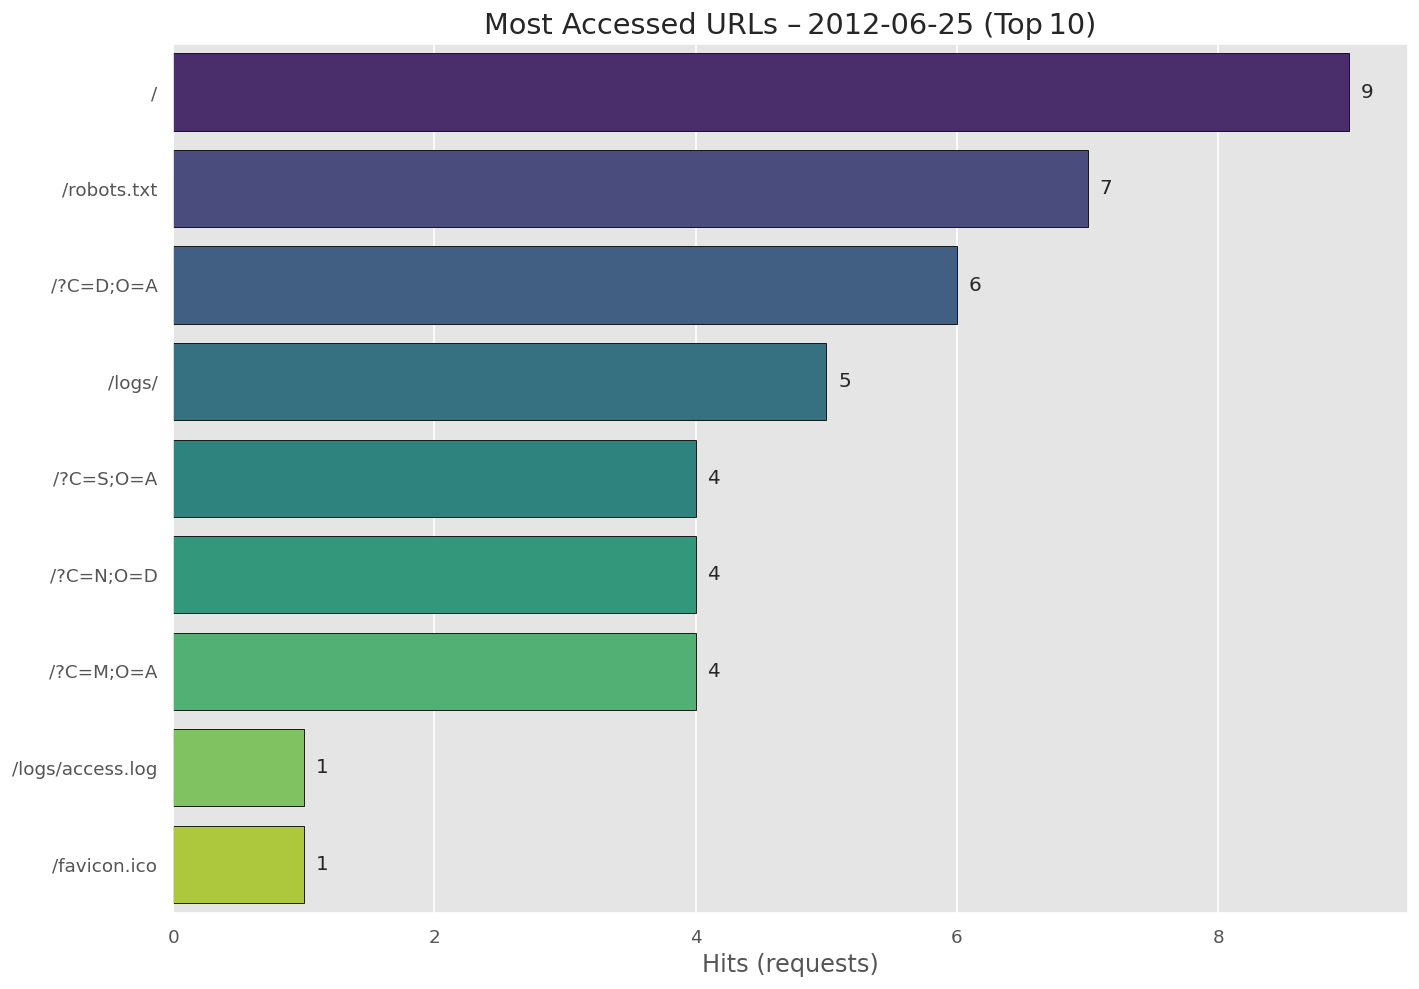 Most Accessed URLs – 2012-06-25 (Top 10)
/
9
/robots.txt
7
/?C=D;O=A
6
/logs/
5
/?C=S;O=A
4
/?C=N;O=D
4
/?C=M;O=A
4
/logs/access.log
1
/favicon.ico
1
0 2 4 6 8
Hits (requests)